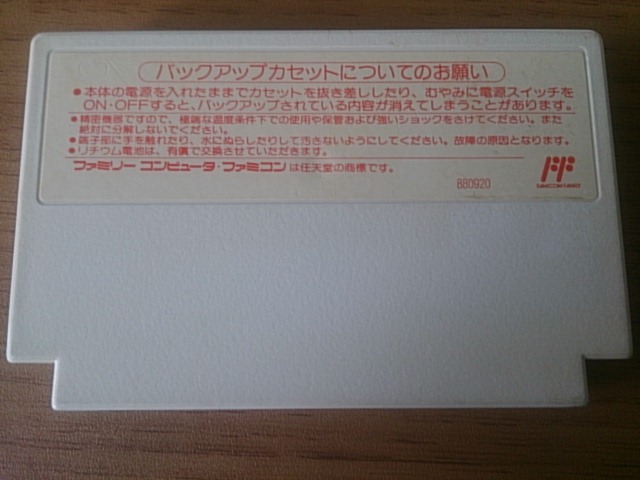 バックアップカセットについてのお願い
●本体の電源を入れたままでカセットを抜き差ししたり、むやみに電源スイッチを
ON・OFFすると、バックアップされている内容が消えてしまうことがあります。
●精密機器ですので、極端な温度条件下での使用や保管および強いショックをさけてください。また
絶対に分解しないでください。
●端子部に手を触れたり、水にぬらしたりして汚さないようにしてください。故障の原因となります。
●リチウム電池は、有償で交換させていただきます。
ファミリー コンピュータ・ファミコンは任天堂の商標です。
880920
FF